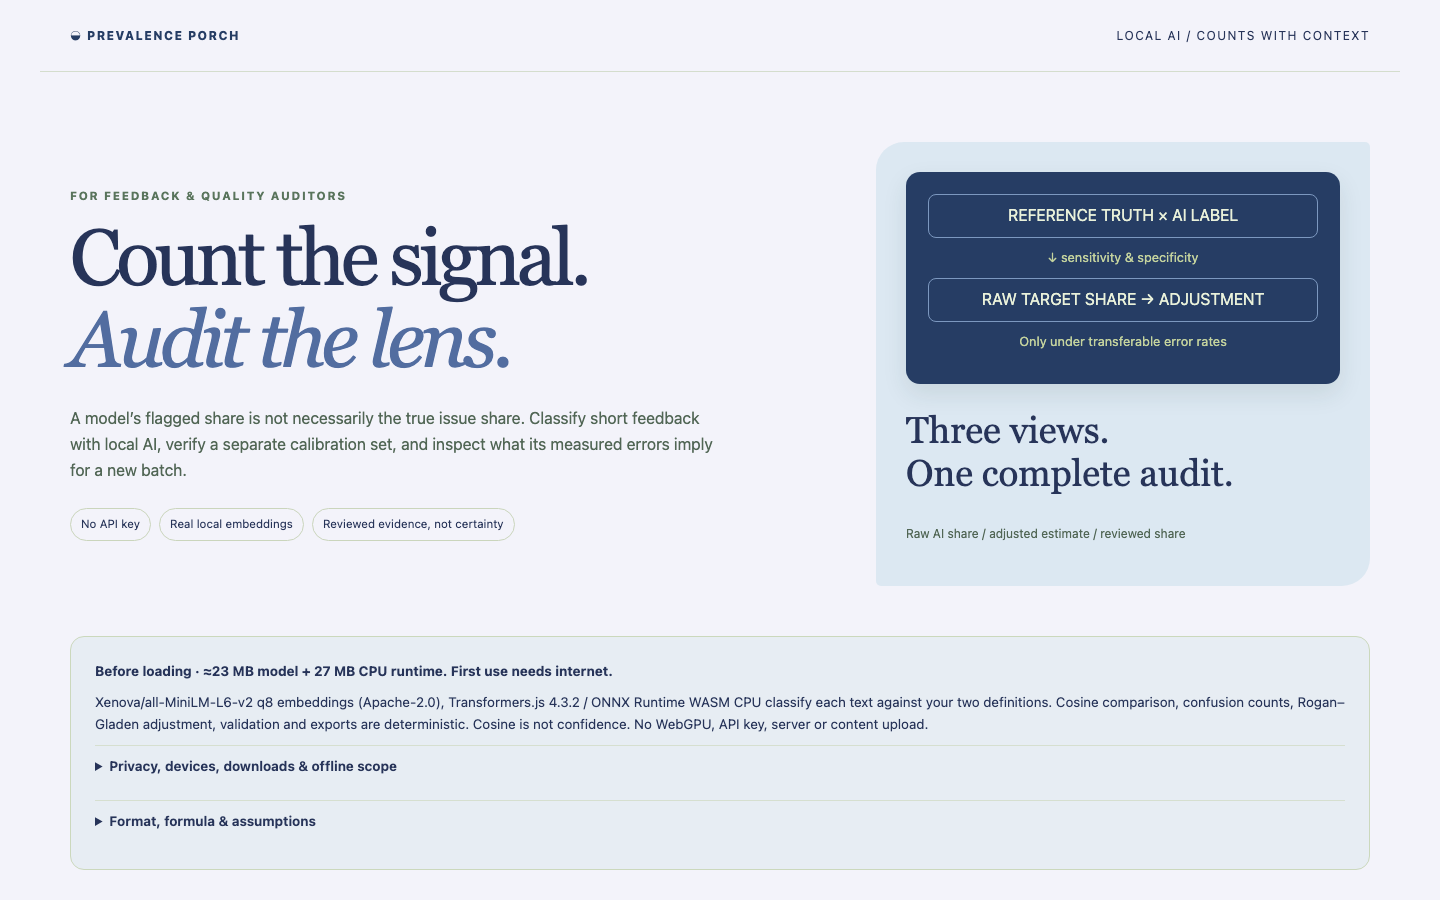 PREVALENCE PORCH
LOCAL AI / COUNTS WITH CONTEXT
FOR FEEDBACK & QUALITY AUDITORS
Count the signal.
Audit the lens.
A model’s flagged share is not necessarily the true issue share. Classify short feedback
with local AI, verify a separate calibration set, and inspect what its measured errors imply
for a new batch.
No API key
Real local embeddings
Reviewed evidence, not certainty
REFERENCE TRUTH × AI LABEL
↓ sensitivity & specificity
RAW TARGET SHARE → ADJUSTMENT
Only under transferable error rates
Three views.
One complete audit.
Raw AI share / adjusted estimate / reviewed share
Before loading · ≈23 MB model + 27 MB CPU runtime. First use needs internet.
Xenova/all-MiniLM-L6-v2 q8 embeddings (Apache-2.0), Transformers.js 4.3.2 / ONNX Runtime WASM CPU classify each text against your two definitions. Cosine comparison, confusion counts, Rogan–
Gladen adjustment, validation and exports are deterministic. Cosine is not confidence. No WebGPU, API key, server or content upload.
▶ Privacy, devices, downloads & offline scope
▶ Format, formula & assumptions